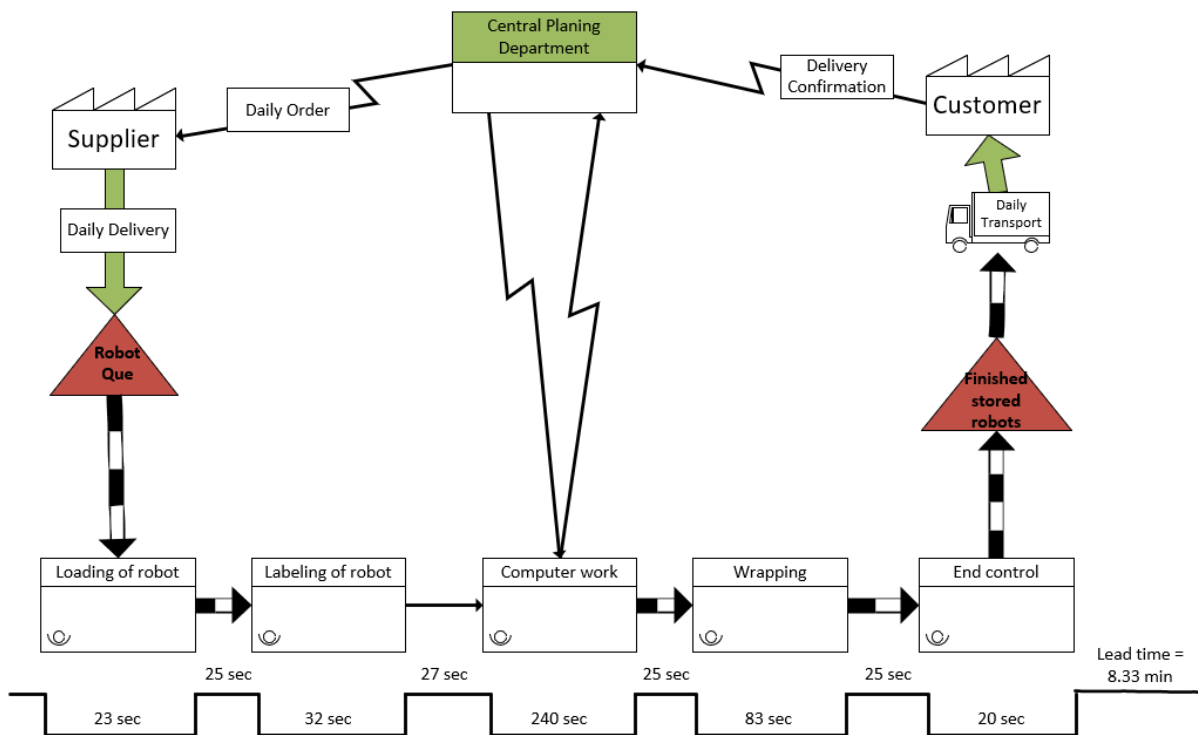 Central Planing
Department
Delivery
Confirmation
Customer
Daily Order
Supplier
Daily
Transport
Daily Delivery
Robot
Que
Finished
stored
robots
Loading of robot
Labeling of robot
Computer work
Wrapping
End control
25 sec
27 sec
25 sec
25 sec
Lead time =
8.33 min
23 sec
32 sec
240 sec
83 sec
20 sec